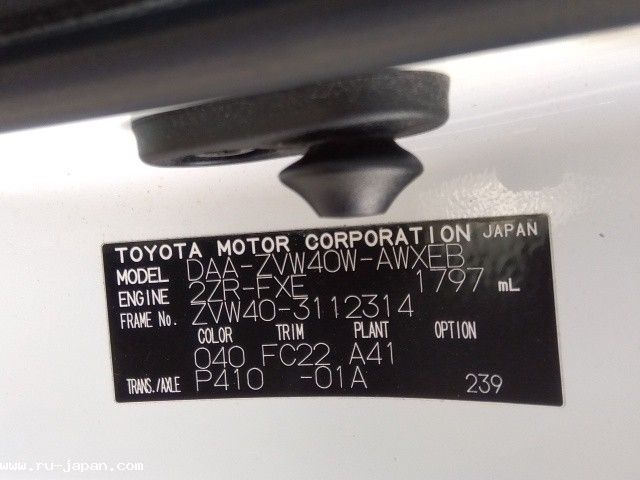 TOYOTA MOTOR CORPORATION JAPAN
MODEL DAA-ZVW40W-AWXEB
ENGINE 2ZR-FXE 1797 mL
FRAME No. ZVW40-3112314
COLOR TRIM PLANT OPTION
040 FC22 A41
TRANS./AXLE P410 -01A 239
www.ru-japan.com